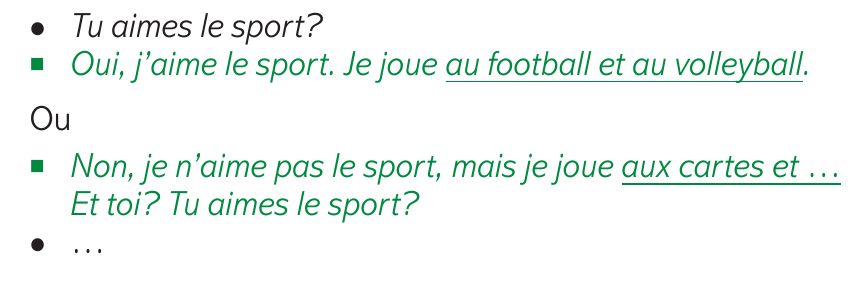 ● Tu aimes le sport?
■ Oui, j’aime le sport. Je joue au football et au volleyball.
Ou
■ Non, je n’aime pas le sport, mais je joue aux cartes et …
Et toi? Tu aimes le sport?
● …